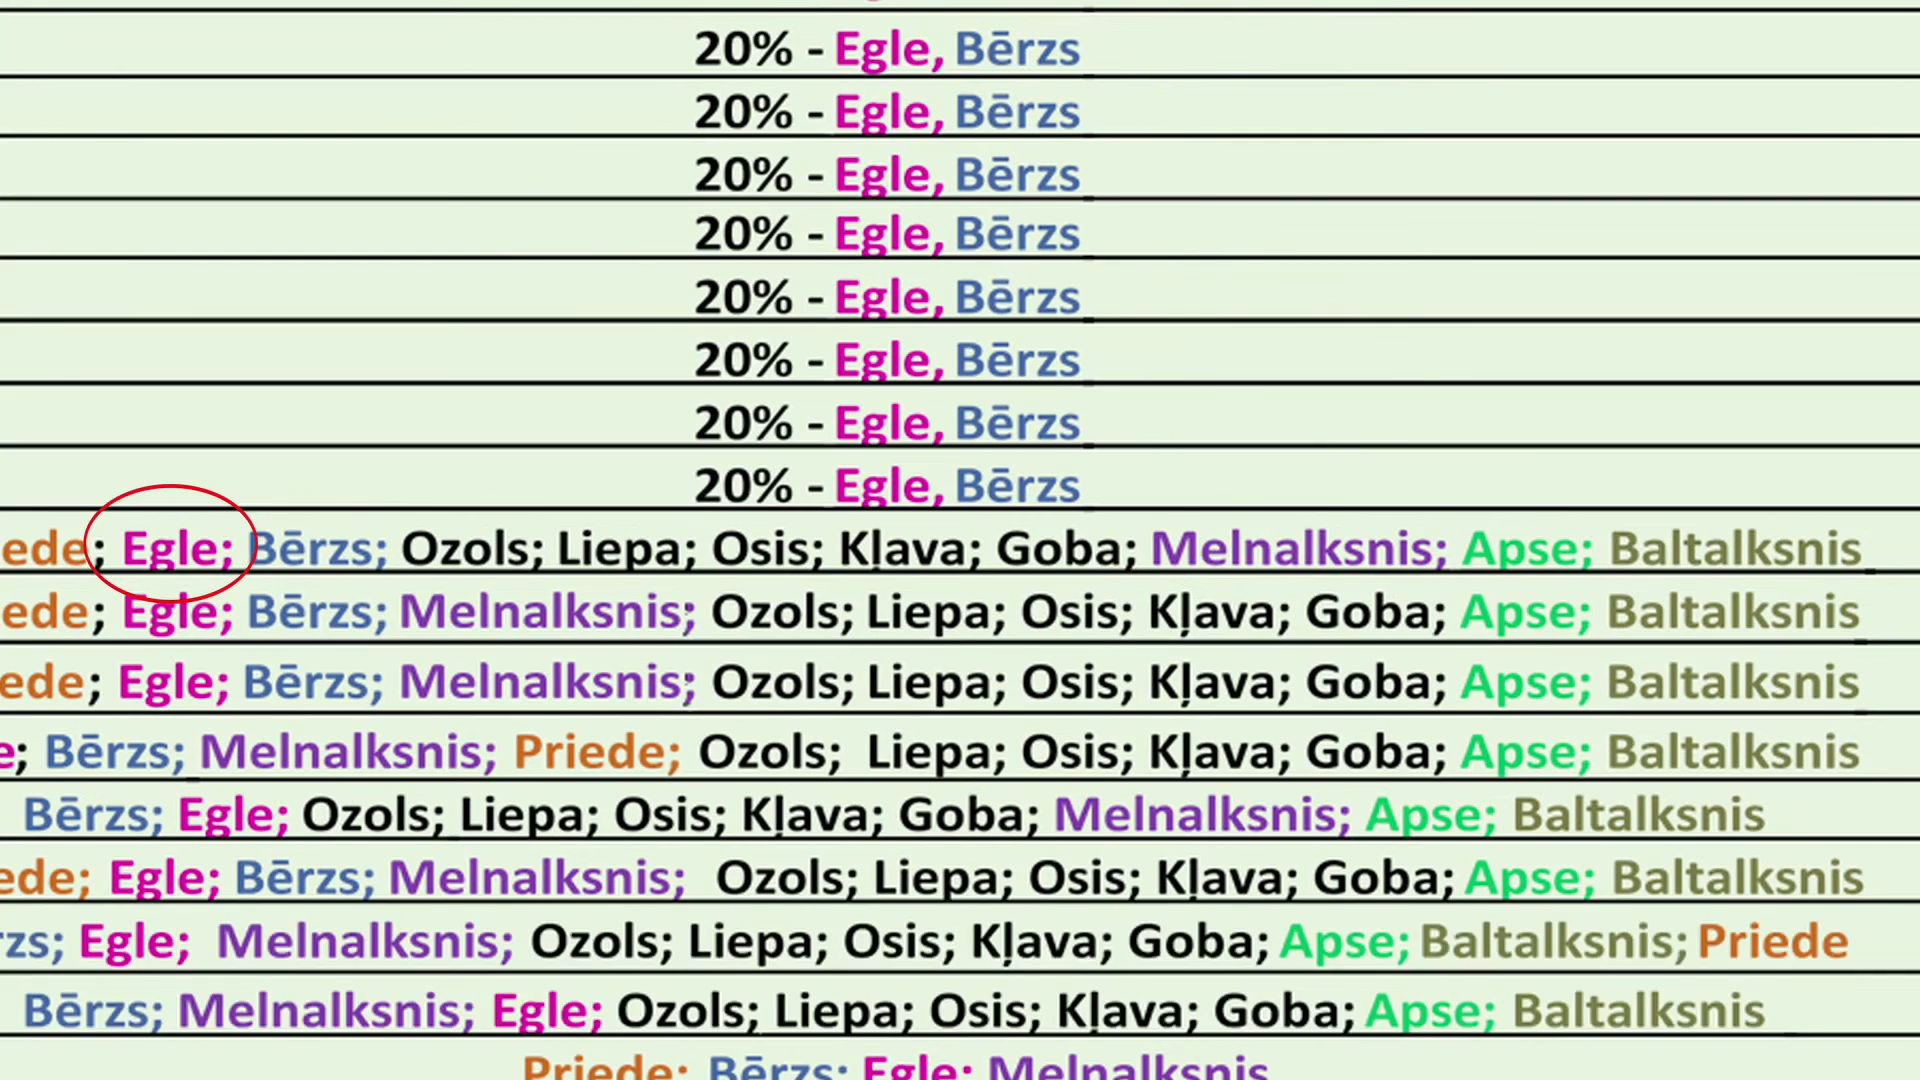 20% - Egle, Bērzs
20% - Egle, Bērzs
20% - Egle, Bērzs
20% - Egle, Bērzs
20% - Egle, Bērzs
20% - Egle, Bērzs
20% - Egle, Bērzs
20% - Egle, Bērzs
ede; Egle; Bērzs; Ozols; Liepa; Osis; Kļava; Goba; Melnalksnis; Apse; Baltalksnis
ede; Egle; Bērzs; Melnalksnis; Ozols; Liepa; Osis; Kļava; Goba; Apse; Baltalksnis
ede; Egle; Bērzs; Melnalksnis; Ozols; Liepa; Osis; Kļava; Goba; Apse; Baltalksnis
e; Bērzs; Melnalksnis; Priede; Ozols; Liepa; Osis; Kļava; Goba; Apse; Baltalksnis
Bērzs; Egle; Ozols; Liepa; Osis; Kļava; Goba; Melnalksnis; Apse; Baltalksnis
ede; Egle; Bērzs; Melnalksnis; Ozols; Liepa; Osis; Kļava; Goba; Apse; Baltalksnis
rzs; Egle; Melnalksnis; Ozols; Liepa; Osis; Kļava; Goba; Apse; Baltalksnis; Priede
Bērzs; Melnalksnis; Egle; Ozols; Liepa; Osis; Kļava; Goba; Apse; Baltalksnis
Priede; Bērzs; Egle; Melnalksnis